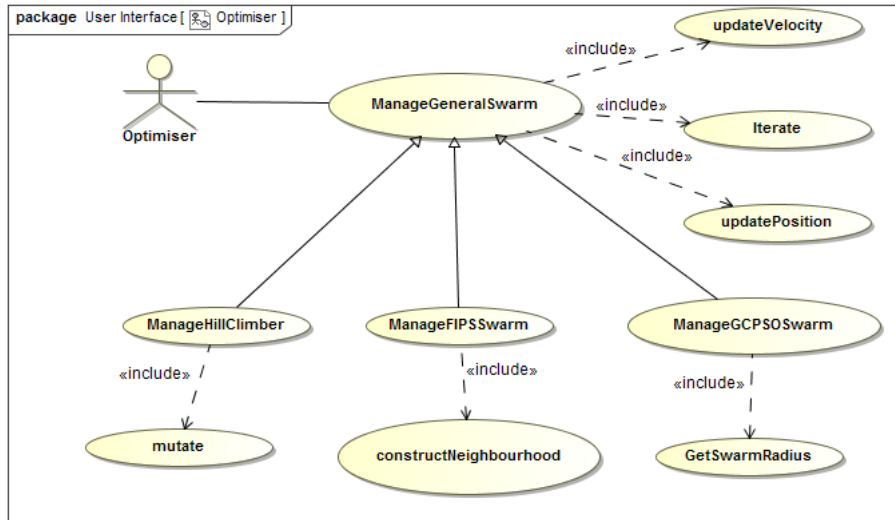 package User Interface [ Optimiser ]
updateVelocity
«include»
ManageGeneralSwarm
«include»
Iterate
Optimiser
«include»
updatePosition
ManageHillClimber
ManageFIPSSwarm
ManageGCPSOSwarm
«include»
«include»
«include»
mutate
constructNeighbourhood
GetSwarmRadius